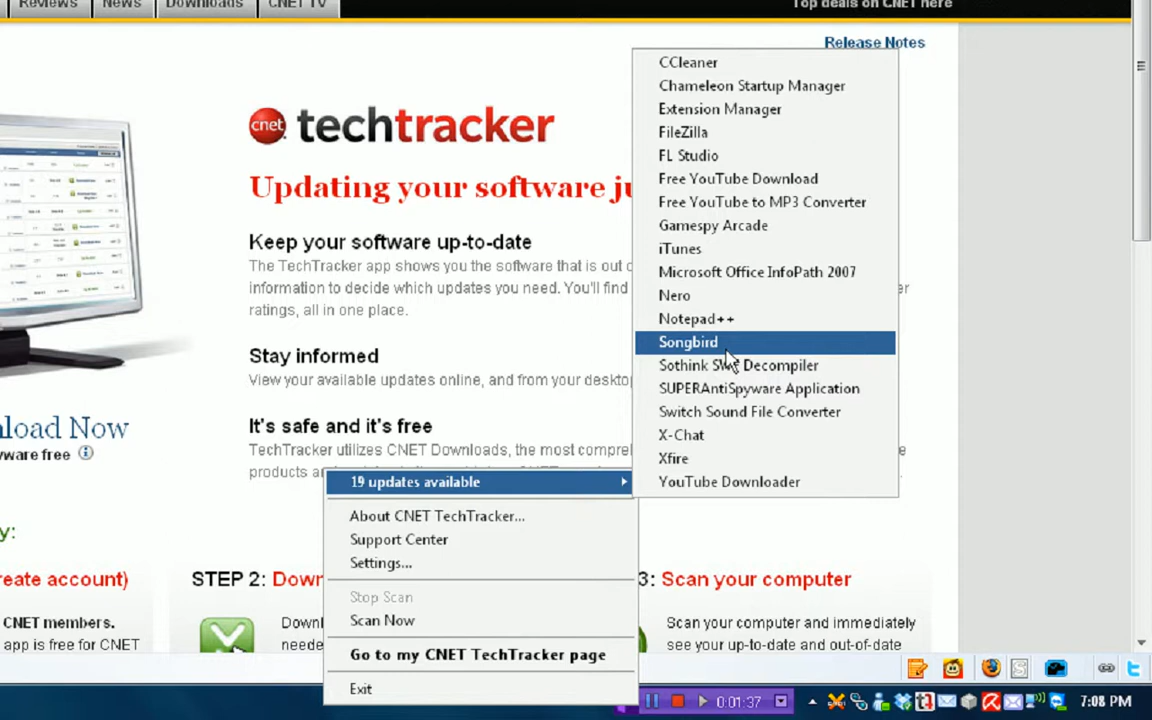 Reviews News Downloads CNET TV Top deals on CNET here
Release Notes
cnet techtracker
Updating your software ju
Keep your software up-to-date
The TechTracker app shows you the software that is out o
information to decide which updates you need. You'll find
ratings, all in one place.
Stay informed
View your available updates online, and from your deskto
It's safe and it's free
TechTracker utilizes CNET Downloads, the most compre
load Now
ware free
y:
reate account)
CNET members.
app is free for CNET
STEP 2: Down
Downl
neede
3: Scan your computer
Scan your computer and immediately
see your up-to-date and out-of-date
CCleaner
Chameleon Startup Manager
Extension Manager
FileZilla
FL Studio
Free YouTube Download
Free YouTube to MP3 Converter
Gamespy Arcade
iTunes
Microsoft Office InfoPath 2007
Nero
Notepad++
Songbird
Sothink Decompiler
SUPERAntiSpyware Application
Switch Sound File Converter
X-Chat
Xfire
YouTube Downloader
19 updates available
About CNET TechTracker...
Support Center
Settings...
Stop Scan
Scan Now
Go to my CNET TechTracker page
Exit
0:01:37
7:08 PM